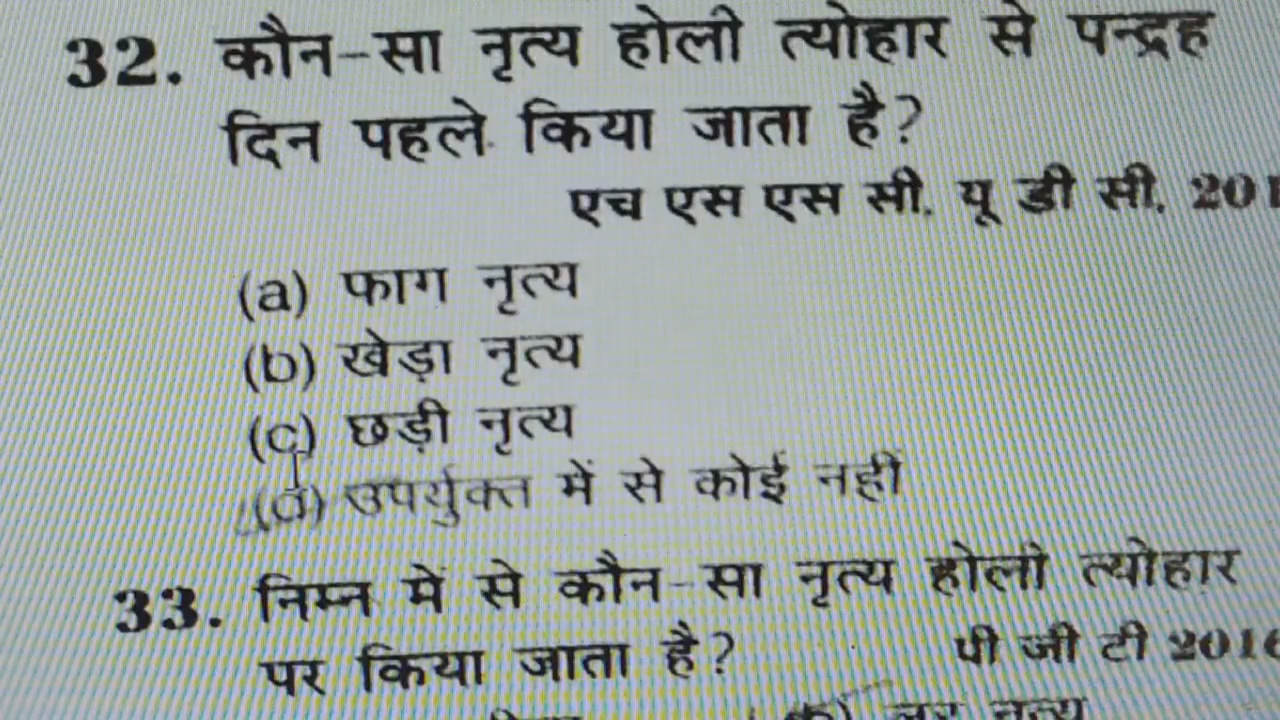 32. कौन-सा नृत्य होली त्योहार से पन्द्रह
दिन पहले किया जाता है?
एच एस एस सी. यू डी सी. 201
(a) फाग नृत्य
(b) खेड़ा नृत्य
(c) छड़ी नृत्य
(d) उपर्युक्त में से कोई नहीं
33. निम्न में से कौन-सा नृत्य होली त्योहार
पर किया जाता है? पी जी टी 2016
नृत्य